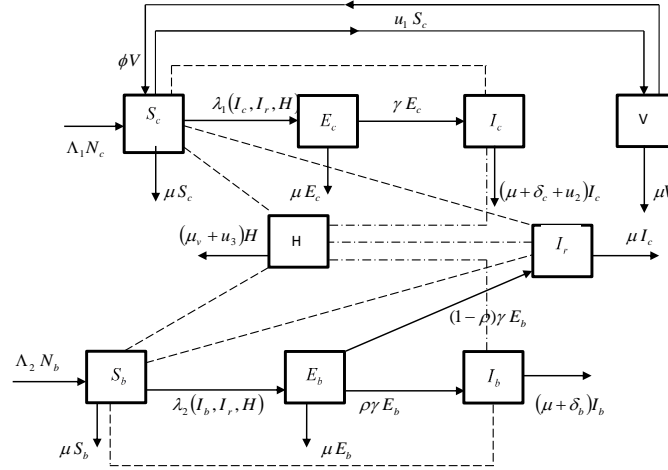 u₁ S_c
ϕV
S_c
λ₁(I_c, I_r, H)
E_c
γ E_c
I_c
V
Λ₁N_c
μ S_c
μ E_c
(μ + δ_c + u₂)I_c
μV
(μ_v + u₃)H
H
I_r
μ I_c
(1 − ρ)γ E_b
Λ₂ N_b
S_b
λ₂(I_b, I_r, H)
E_b
ργ E_b
I_b
(μ + δ_b)I_b
μ S_b
μ E_b